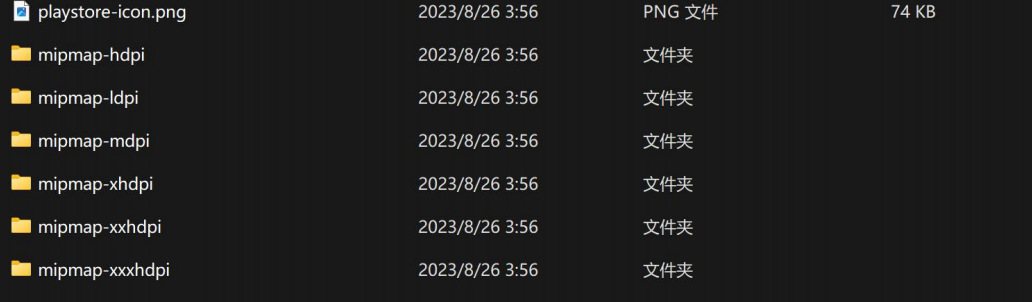 playstore-icon.png 2023/8/26 3:56 PNG 文件 74 KB
mipmap-hdpi 2023/8/26 3:56 文件夹
mipmap-ldpi 2023/8/26 3:56 文件夹
mipmap-mdpi 2023/8/26 3:56 文件夹
mipmap-xhdpi 2023/8/26 3:56 文件夹
mipmap-xxhdpi 2023/8/26 3:56 文件夹
mipmap-xxxhdpi 2023/8/26 3:56 文件夹